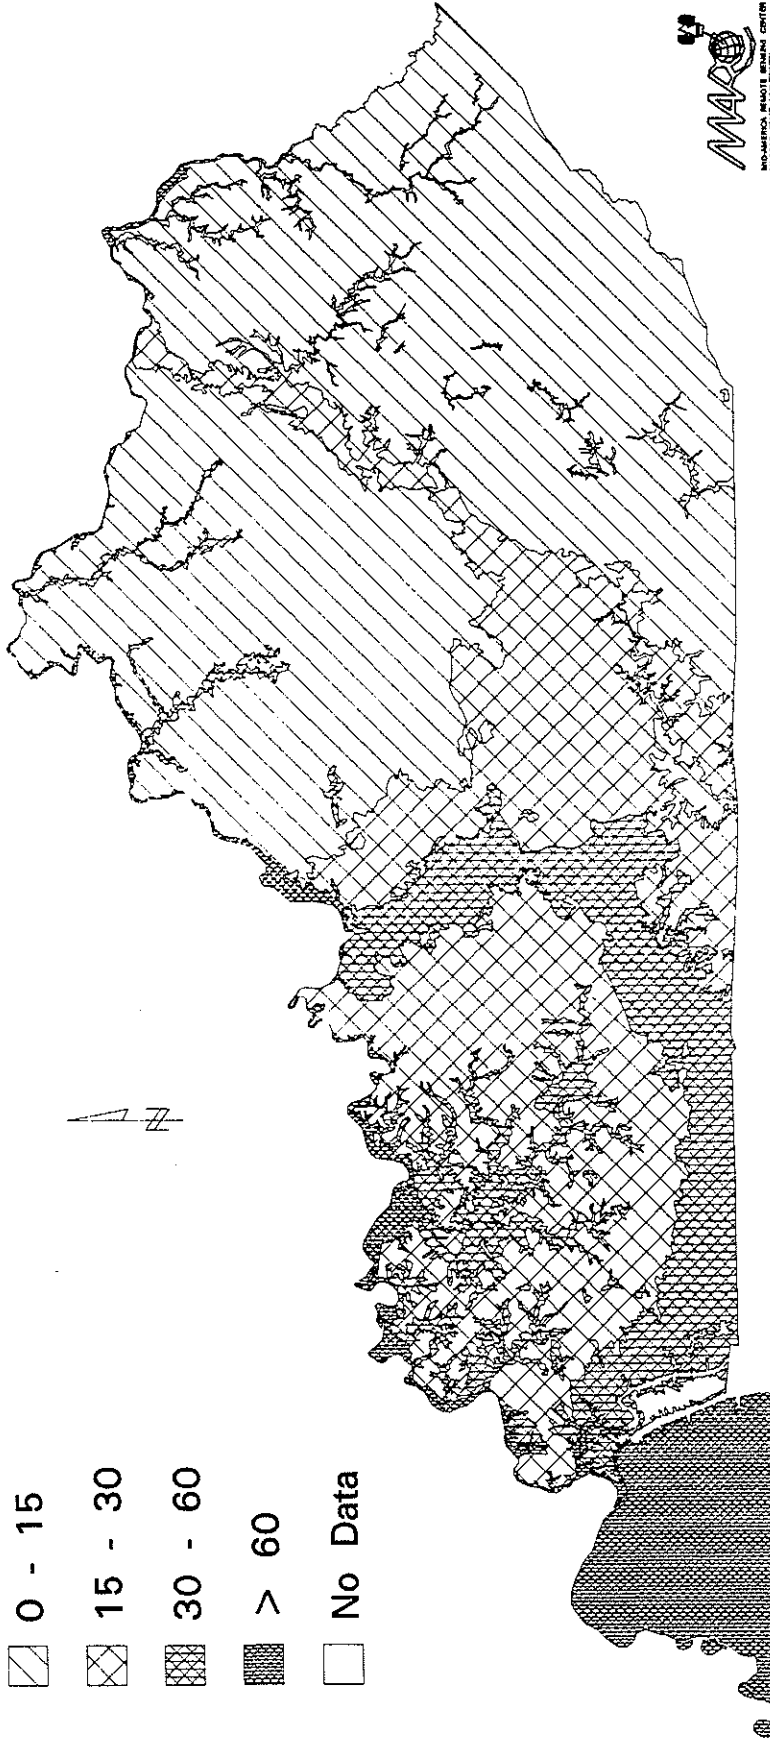 0 - 15
15 - 30
30 - 60
> 60
No Data
N
MARC
MID-AMERICA REMOTE SENSING CENTER